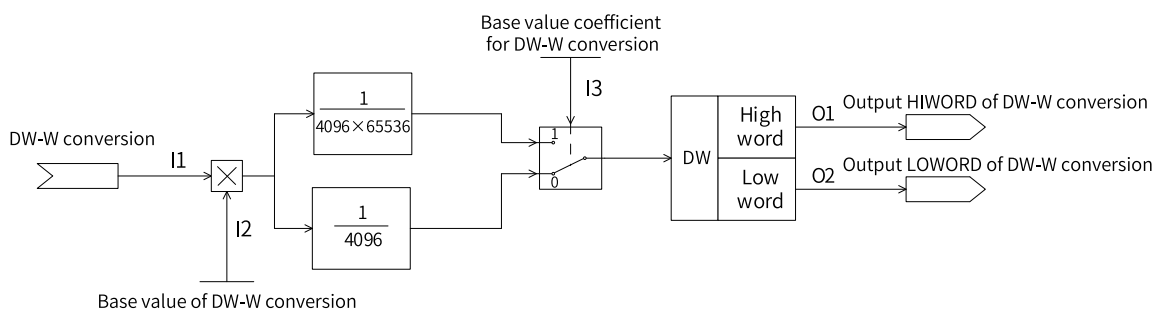 Base value coefficient
for DW-W conversion
I3
1
4096×65536
DW-W conversion
I1
1
0
I2
1
4096
Base value of DW-W conversion
DW
High
word
Low
word
O1
Output HIWORD of DW-W conversion
O2
Output LOWORD of DW-W conversion